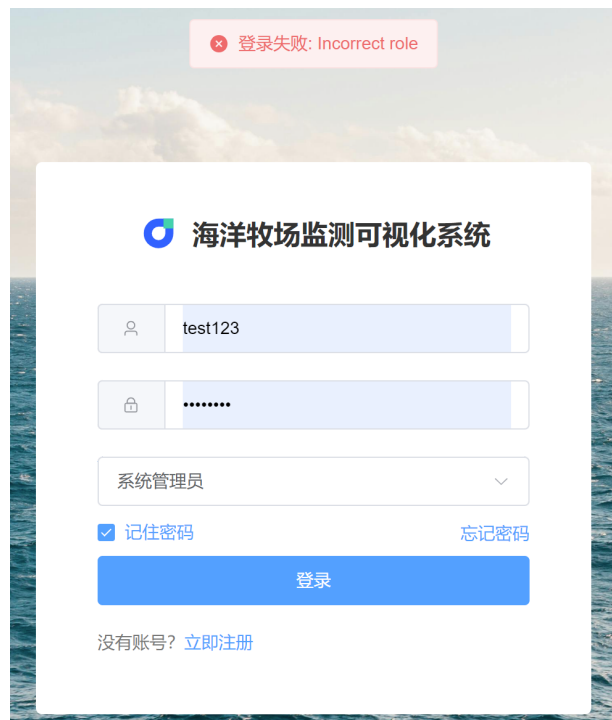 登录失败: Incorrect role
海洋牧场监测可视化系统
test123
••••••••
系统管理员
记住密码 忘记密码
登录
没有账号？立即注册